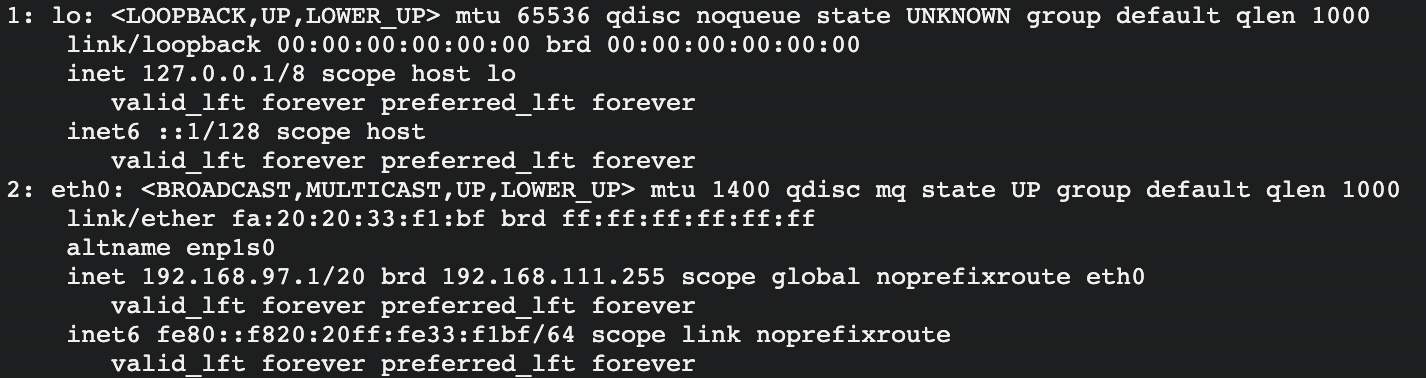 1: lo: <LOOPBACK,UP,LOWER_UP> mtu 65536 qdisc noqueue state UNKNOWN group default qlen 1000
    link/loopback 00:00:00:00:00:00 brd 00:00:00:00:00:00
    inet 127.0.0.1/8 scope host lo
       valid_lft forever preferred_lft forever
    inet6 ::1/128 scope host
       valid_lft forever preferred_lft forever
2: eth0: <BROADCAST,MULTICAST,UP,LOWER_UP> mtu 1400 qdisc mq state UP group default qlen 1000
    link/ether fa:20:20:33:f1:bf brd ff:ff:ff:ff:ff:ff
    altname enp1s0
    inet 192.168.97.1/20 brd 192.168.111.255 scope global noprefixroute eth0
       valid_lft forever preferred_lft forever
    inet6 fe80::f820:20ff:fe33:f1bf/64 scope link noprefixroute
       valid_lft forever preferred_lft forever